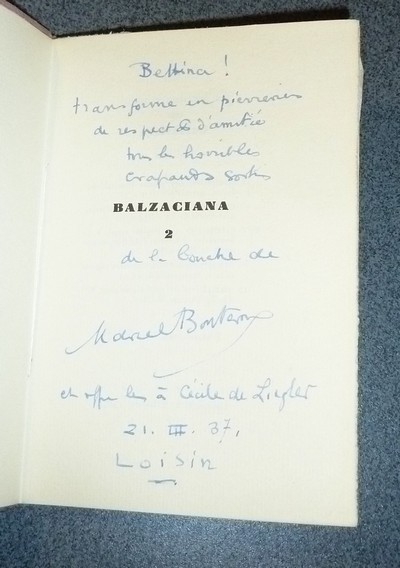 Bettina !
transforme en pierreries
de respect & d'amitié
tous les horribles
crapauds sortis
BALZACIANA
2
de la bouche de
Marcel Bouteron
et offre les à Cécile de Ziegler
21. III. 37,
Loisin